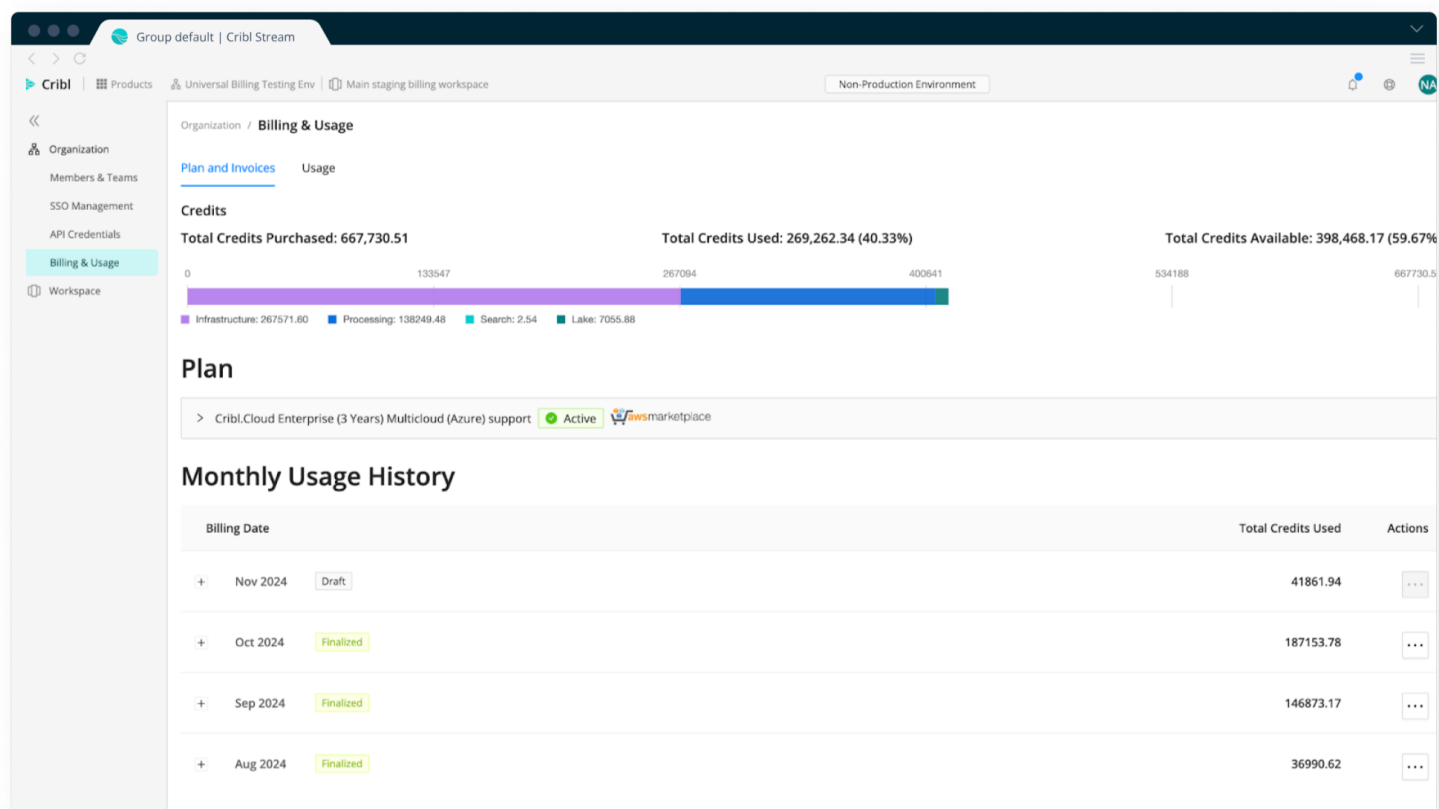 Group default | Cribl Stream
Cribl Products Universal Billing Testing Env Main staging billing workspace Non-Production Environment NA
Organization
Members & Teams
SSO Management
API Credentials
Billing & Usage
Workspace
Organization / Billing & Usage
Plan and Invoices Usage
Credits
Total Credits Purchased: 667,730.51 Total Credits Used: 269,262.34 (40.33%) Total Credits Available: 398,468.17 (59.67%
0 133547 267094 400641 534188 667730.5
Infrastructure: 267571.60 Processing: 138249.48 Search: 2.54 Lake: 7055.88
Plan
Cribl.Cloud Enterprise (3 Years) Multicloud (Azure) support Active awsmarketplace
Monthly Usage History
Billing Date Total Credits Used Actions
+ Nov 2024 Draft 41861.94 ...
+ Oct 2024 Finalized 187153.78 ...
+ Sep 2024 Finalized 146873.17 ...
+ Aug 2024 Finalized 36990.62 ...